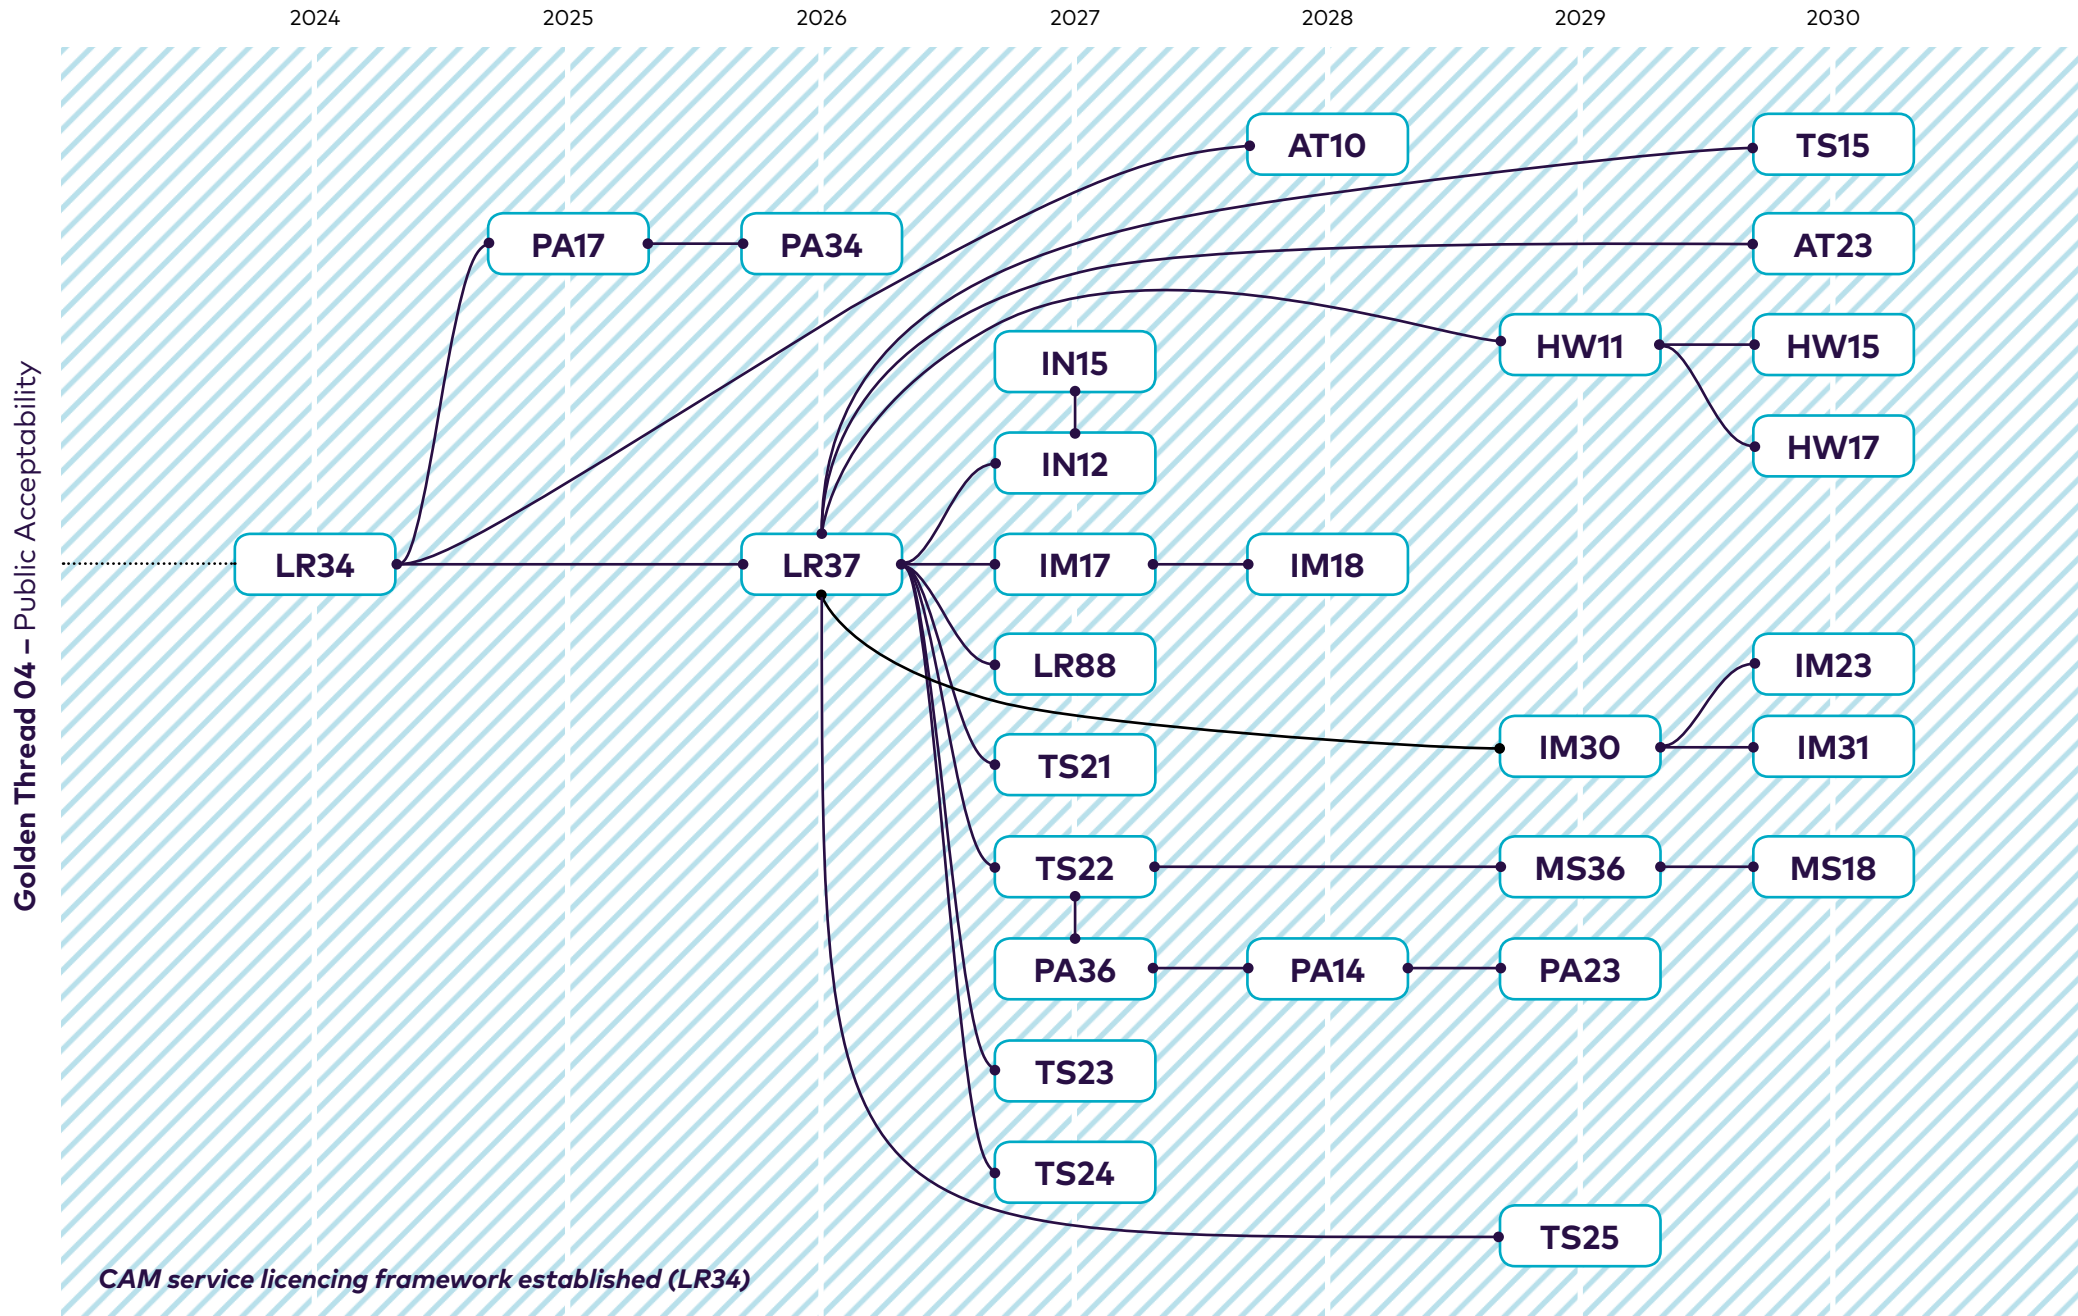 2024 2025 2026 2027 2028 2029 2030
Golden Thread 04 – Public Acceptability
AT10 TS15
PA17 PA34 AT23
IN15 HW11 HW15
IN12 HW17
LR34 LR37 IM17 IM18
LR88 IM23
TS21 IM30 IM31
TS22 MS36 MS18
PA36 PA14 PA23
TS23
TS24
TS25
CAM service licencing framework established (LR34)